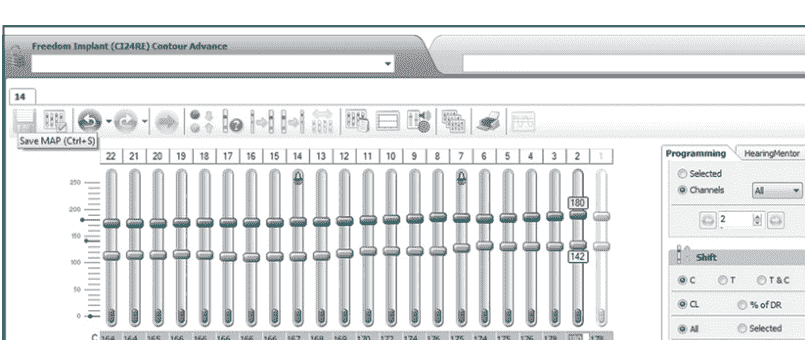 Freedom Implant (CI24RE) Contour Advance
14
Save MAP (Ctrl+S)
22 21 20 19 18 17 16 15 14 13 12 11 10 9 8 7 6 5 4 3 2 1
Programming HearingMentor
Selected
Channels All
2
250
200
150
100
50
0
180
142
Shift
C T T & C
CL % of DR
All Selected
C